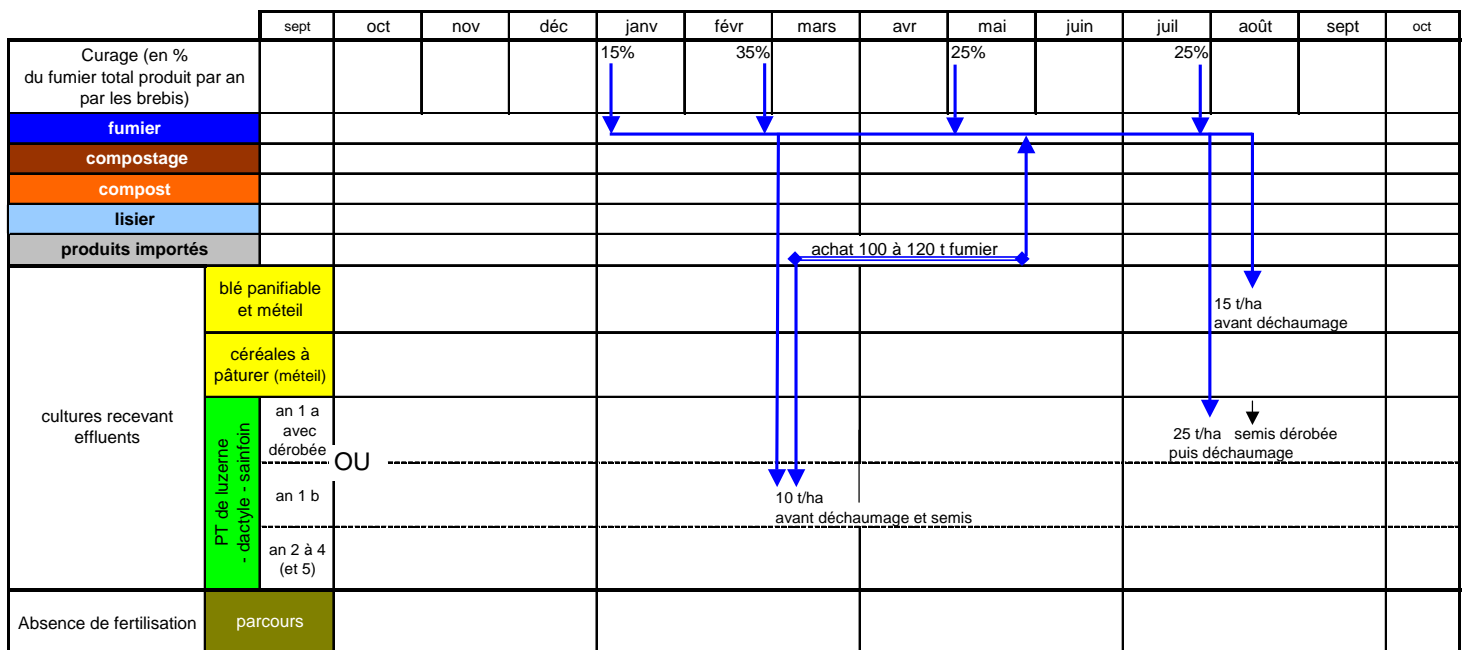 sept oct nov déc janv févr mars avr mai juin juil août sept oct
Curage (en %
du fumier total produit par an
par les brebis)
15% 35% 25% 25%
fumier
compostage
compost
lisier
produits importés
achat 100 à 120 t fumier
cultures recevant
effluents
blé panifiable
et méteil
15 t/ha
avant déchaumage
céréales à
pâturer (méteil)
PT de luzerne
- dactyle - sainfoin
an 1 a
avec
dérobée
OU
25 t/ha semis dérobée
puis déchaumage
an 1 b
10 t/ha
avant déchaumage et semis
an 2 à 4
(et 5)
Absence de fertilisation
parcours